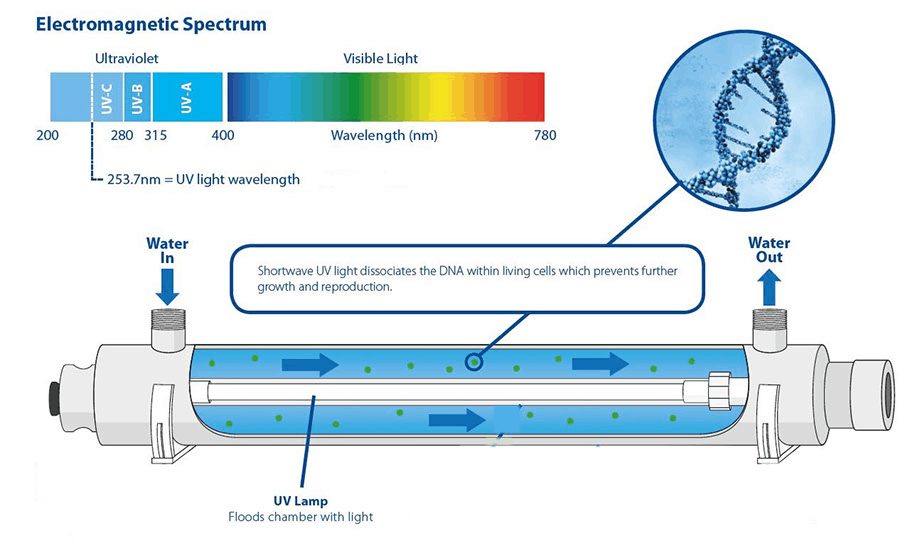 Electromagnetic Spectrum
Ultraviolet
Visible Light
UV-C
UV-B
UV-A
200
280
315
400
Wavelength (nm)
780
253.7nm = UV light wavelength
Water
In
Shortwave UV light dissociates the DNA within living cells which prevents further
growth and reproduction.
Water
Out
UV Lamp
Floods chamber with light